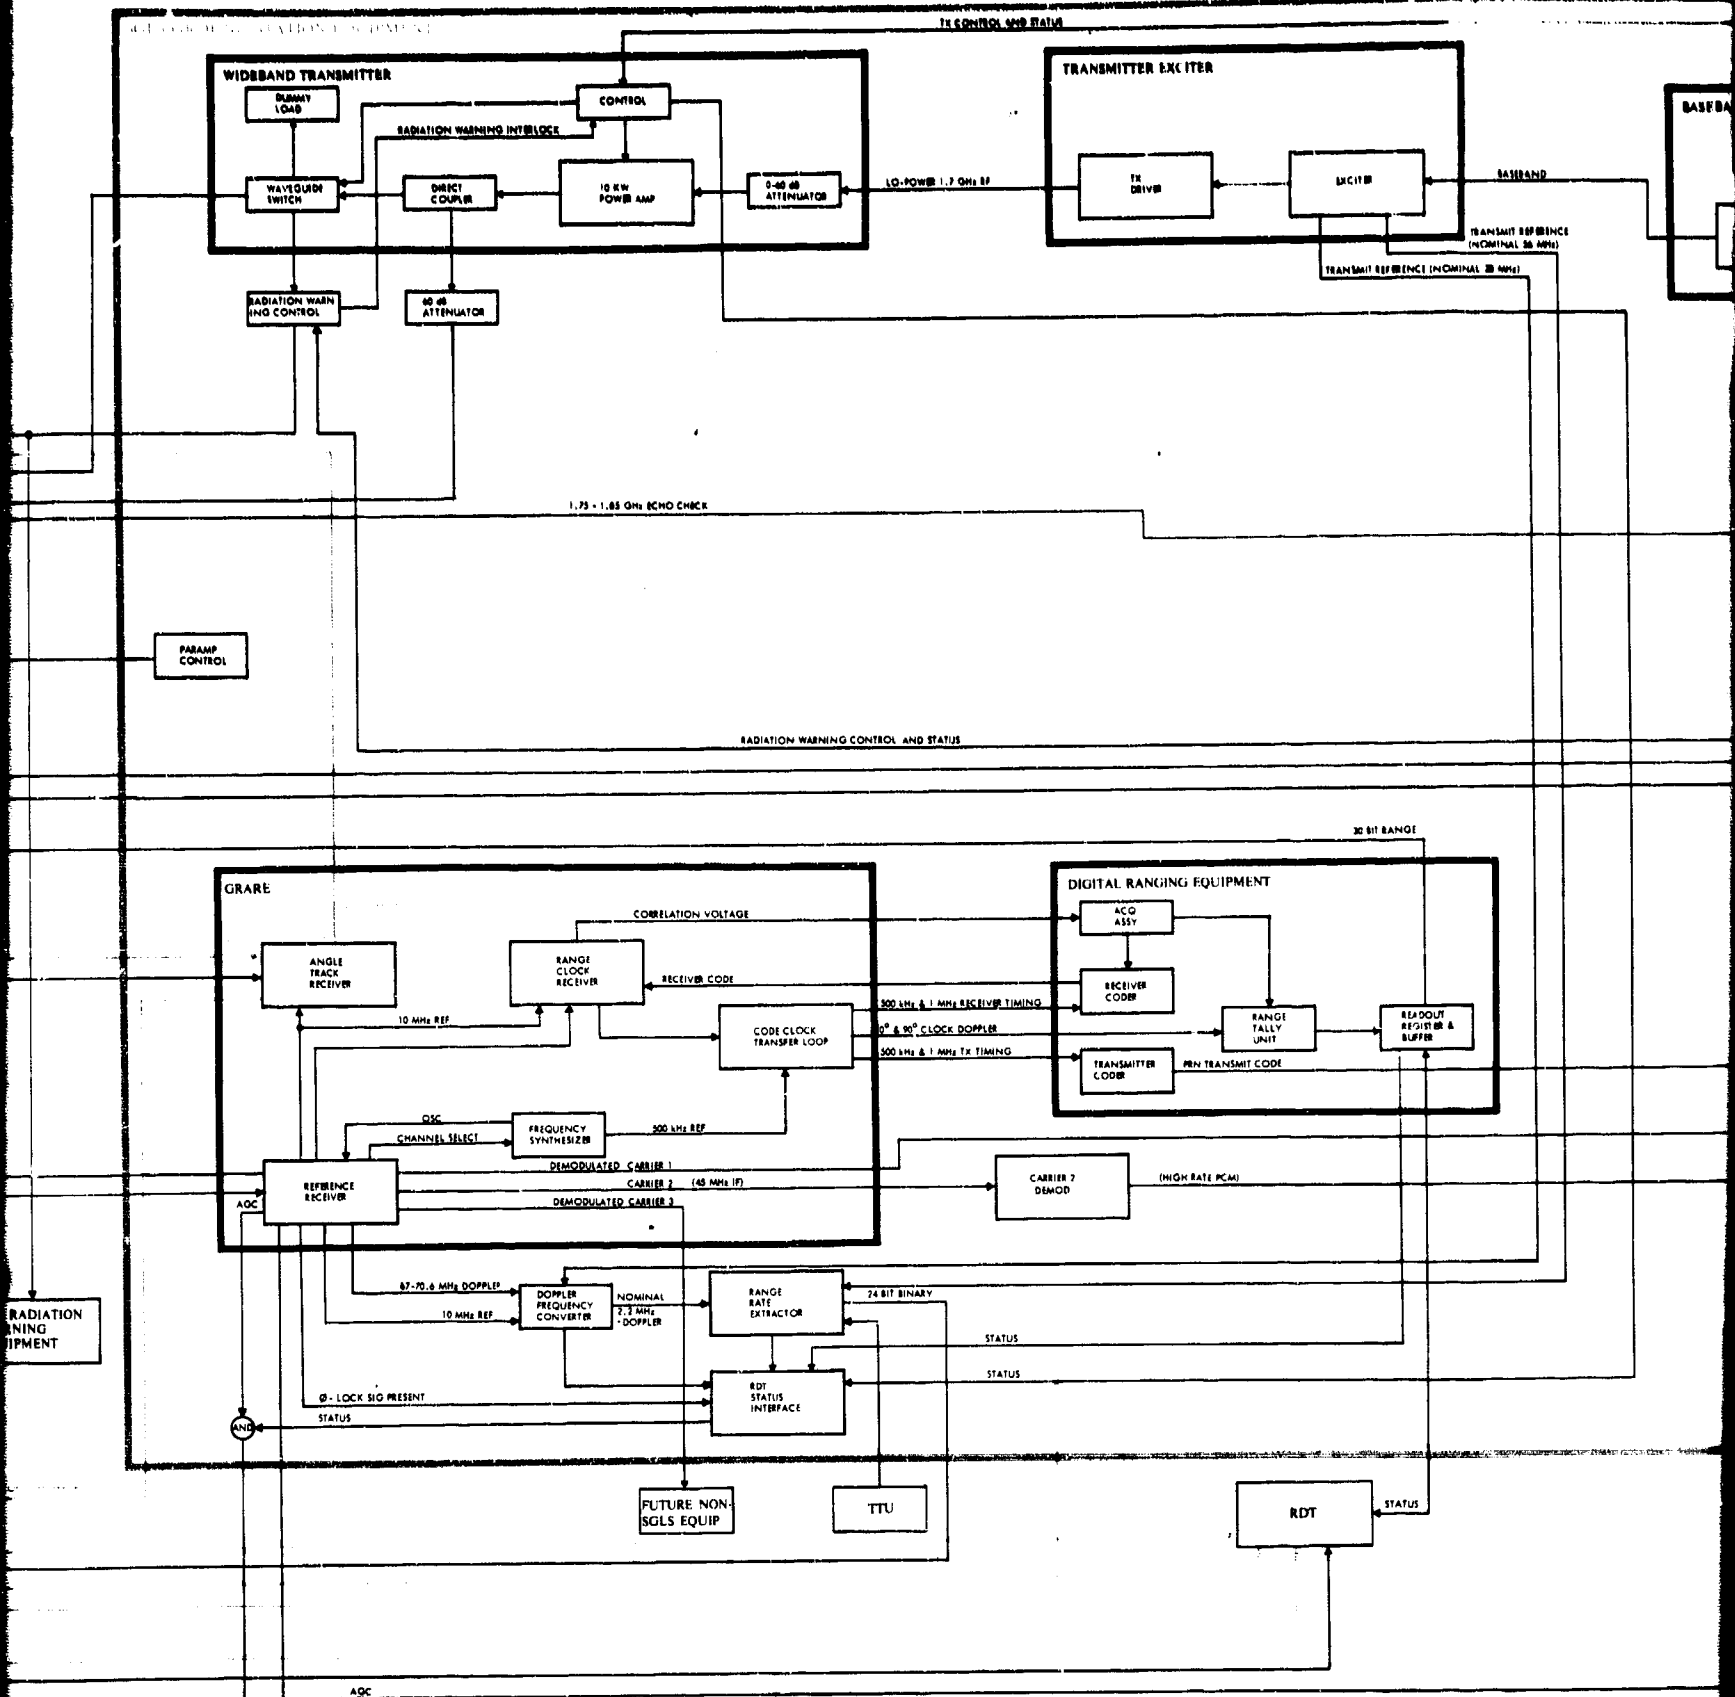 TX CONTROL AND STATUS
WIDEBAND TRANSMITTER
DUMMY
LOAD
CONTROL
RADIATION WARNING INTERLOCK
WAVEGUIDE
SWITCH
DIRECT
COUPLER
10 KW
POWER AMP
0-60 dB
ATTENUATOR
LO-POWER 1.7 GHz RF
TRANSMITTER EXCITER
TX
DRIVER
EXCITER
BASEBAND
TRANSMIT REFERENCE
(NOMINAL 56 MHz)
TRANSMIT REFERENCE (NOMINAL MHz)
RADIATION WARN
ING CONTROL
60 dB
ATTENUATOR
1.75 - 1.85 GHz ECHO CHECK
PARAMP
CONTROL
RADIATION WARNING CONTROL AND STATUS
30 BIT RANGE
GRARE
ANGLE
TRACK
RECEIVER
RANGE
CLOCK
RECEIVER
CORRELATION VOLTAGE
RECEIVER CODE
10 MHz REF
CODE CLOCK
TRANSFER LOOP
500 kHz & 1 MHz RECEIVER TIMING
0° & 90° CLOCK DOPPLER
500 kHz & 1 MHz TX TIMING
DIGITAL RANGING EQUIPMENT
ACQ
ASSY
RECEIVER
CODER
RANGE
TALLY
UNIT
READOUT
REGISTER &
BUFFER
TRANSMITTER
CODER
PRN TRANSMIT CODE
OSC
CHANNEL SELECT
FREQUENCY
SYNTHESIZER
500 kHz REF
REFERENCE
RECEIVER
AGC
DEMODULATED CARRIER 1
CARRIER 2 (45 MHz IF)
DEMODULATED CARRIER 3
CARRIER 2
DEMOD
(HIGH RATE PCM)
67-70.6 MHz DOPPLER
10 MHz REF
DOPPLER
FREQUENCY
CONVERTER
NOMINAL
2.2 MHz
-DOPPLER
RANGE
RATE
EXTRACTOR
24 BIT BINARY
STATUS
STATUS
RDT
STATUS
INTERFACE
Ø - LOCK SIG PRESENT
STATUS
AND
RADIATION
RNING
IPMENT
FUTURE NON-
SGLS EQUIP
TTU
RDT
STATUS
AGC